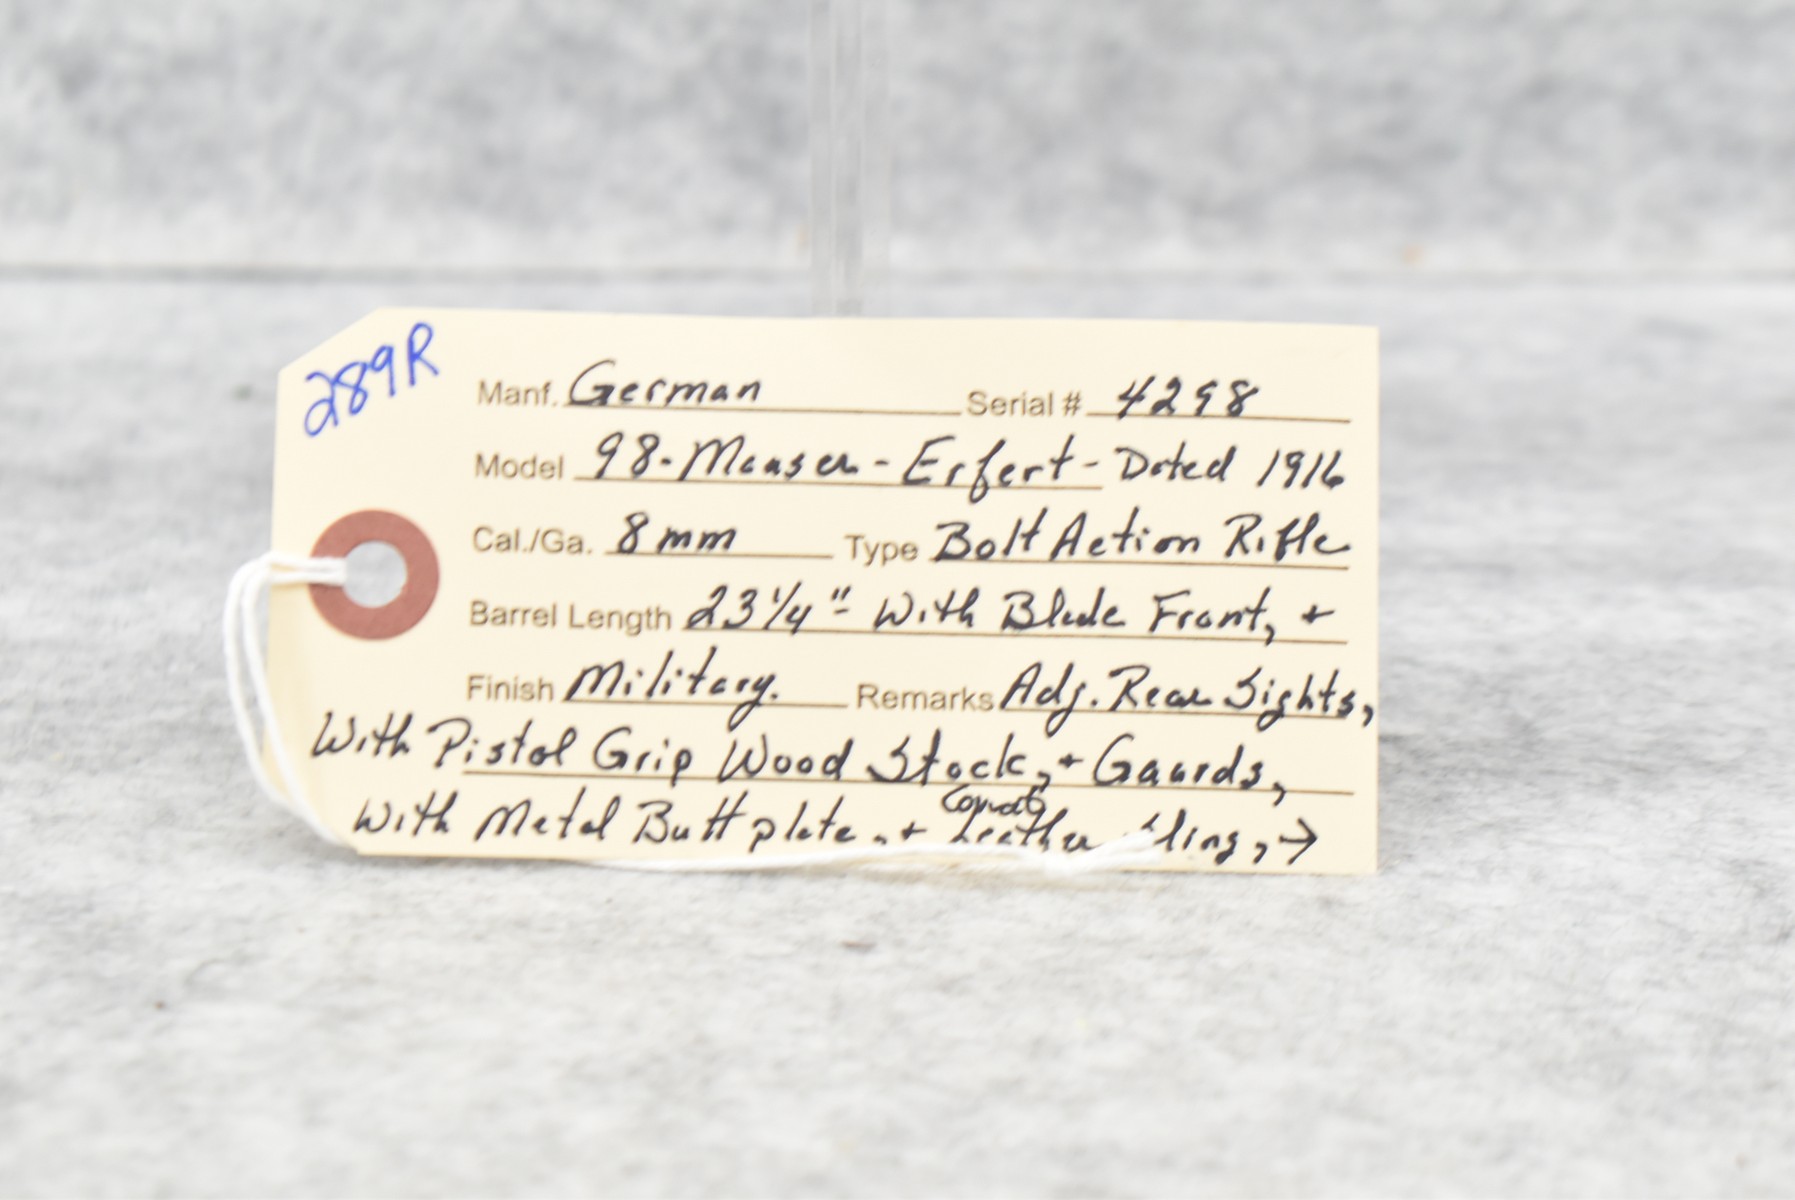 289R
Manf. German Serial # 4298
Model 98-Mauser-Erfert-Dated 1916
Cal./Ga. 8mm Type Bolt Action Rifle
Barrel Length 23 1/4"- With Blade Front, +
Finish Military. Remarks Adj. Rear Sights,
With Pistol Grip Wood Stock, + Gaurds,
With Metal Butt plate, + Leather Sling, →